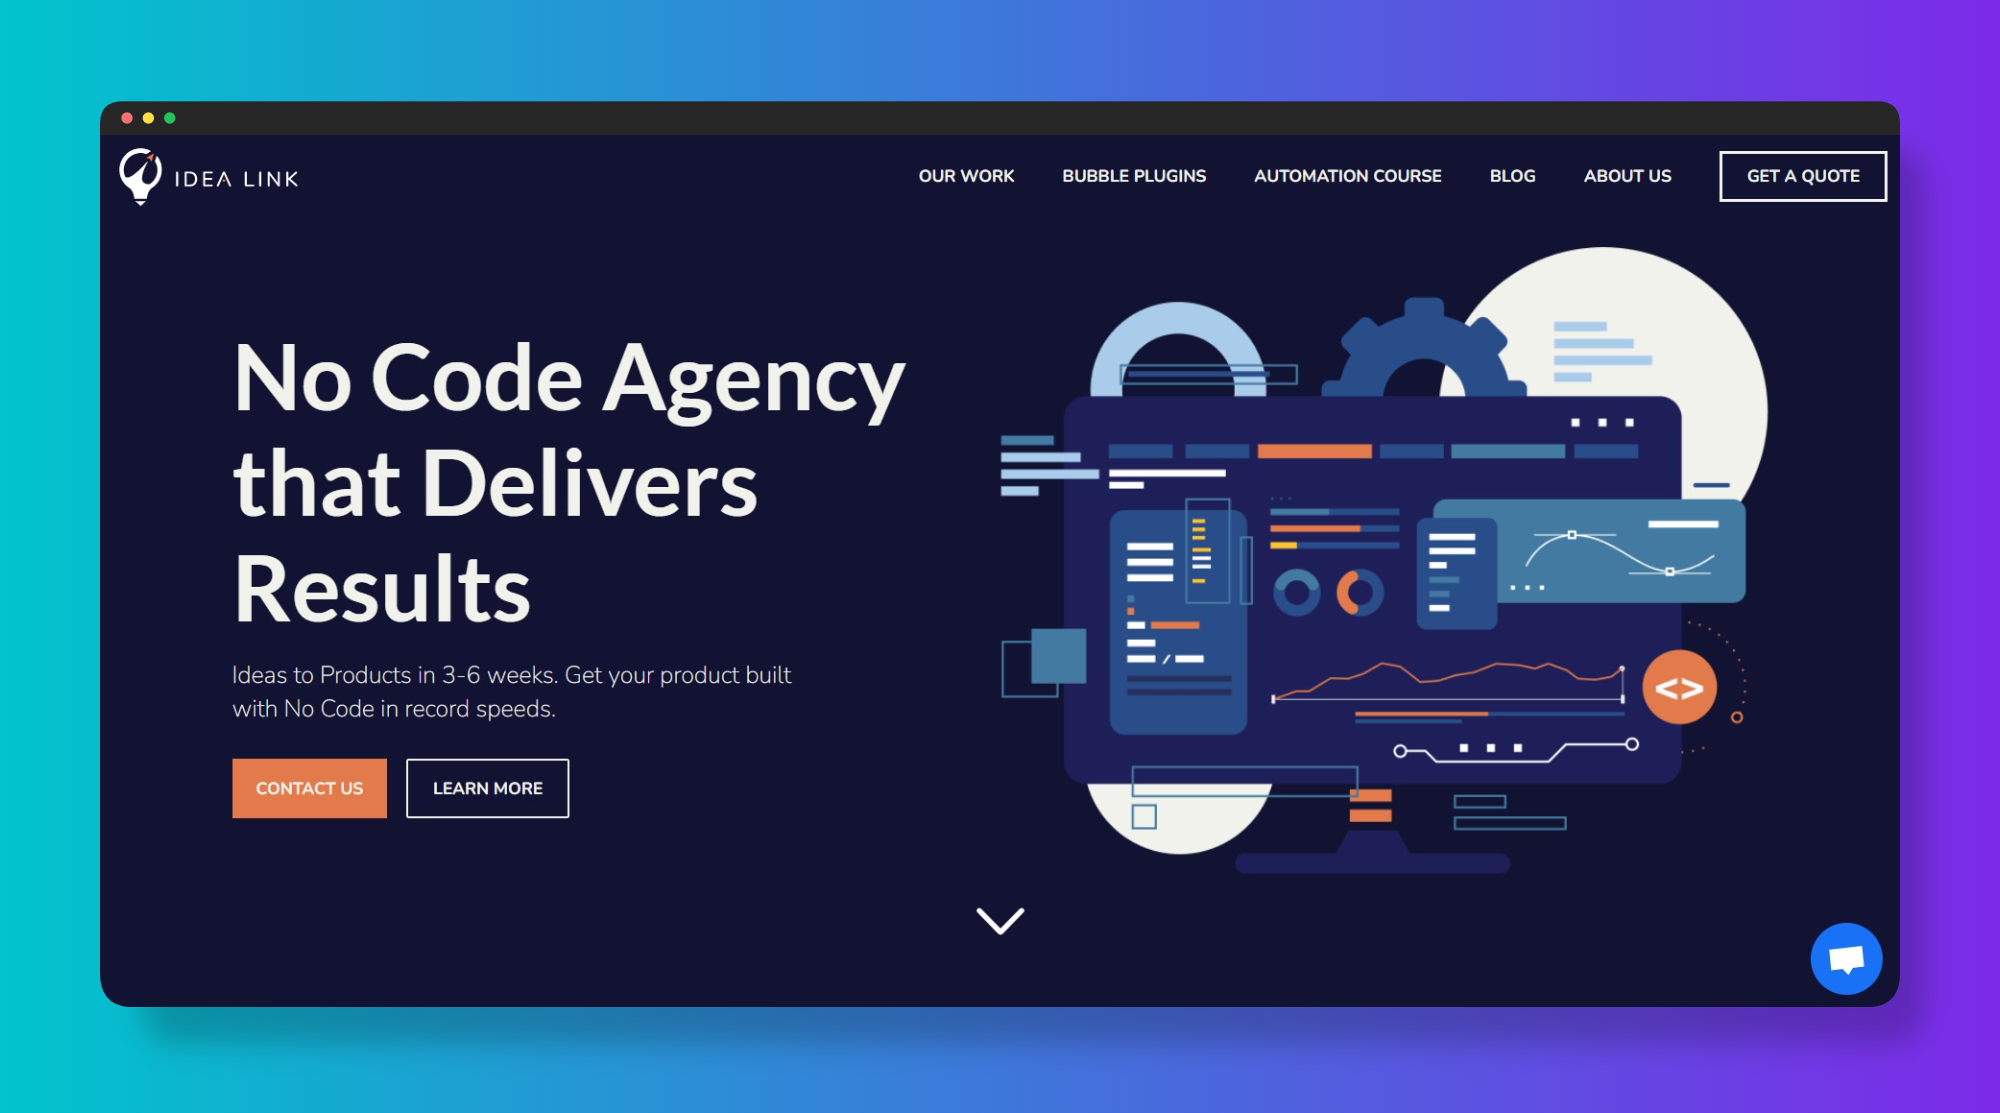 IDEA LINK
OUR WORK
BUBBLE PLUGINS
AUTOMATION COURSE
BLOG
ABOUT US
GET A QUOTE
No Code Agency
that Delivers
Results
Ideas to Products in 3-6 weeks. Get your product built
with No Code in record speeds.
CONTACT US
LEARN MORE
<>